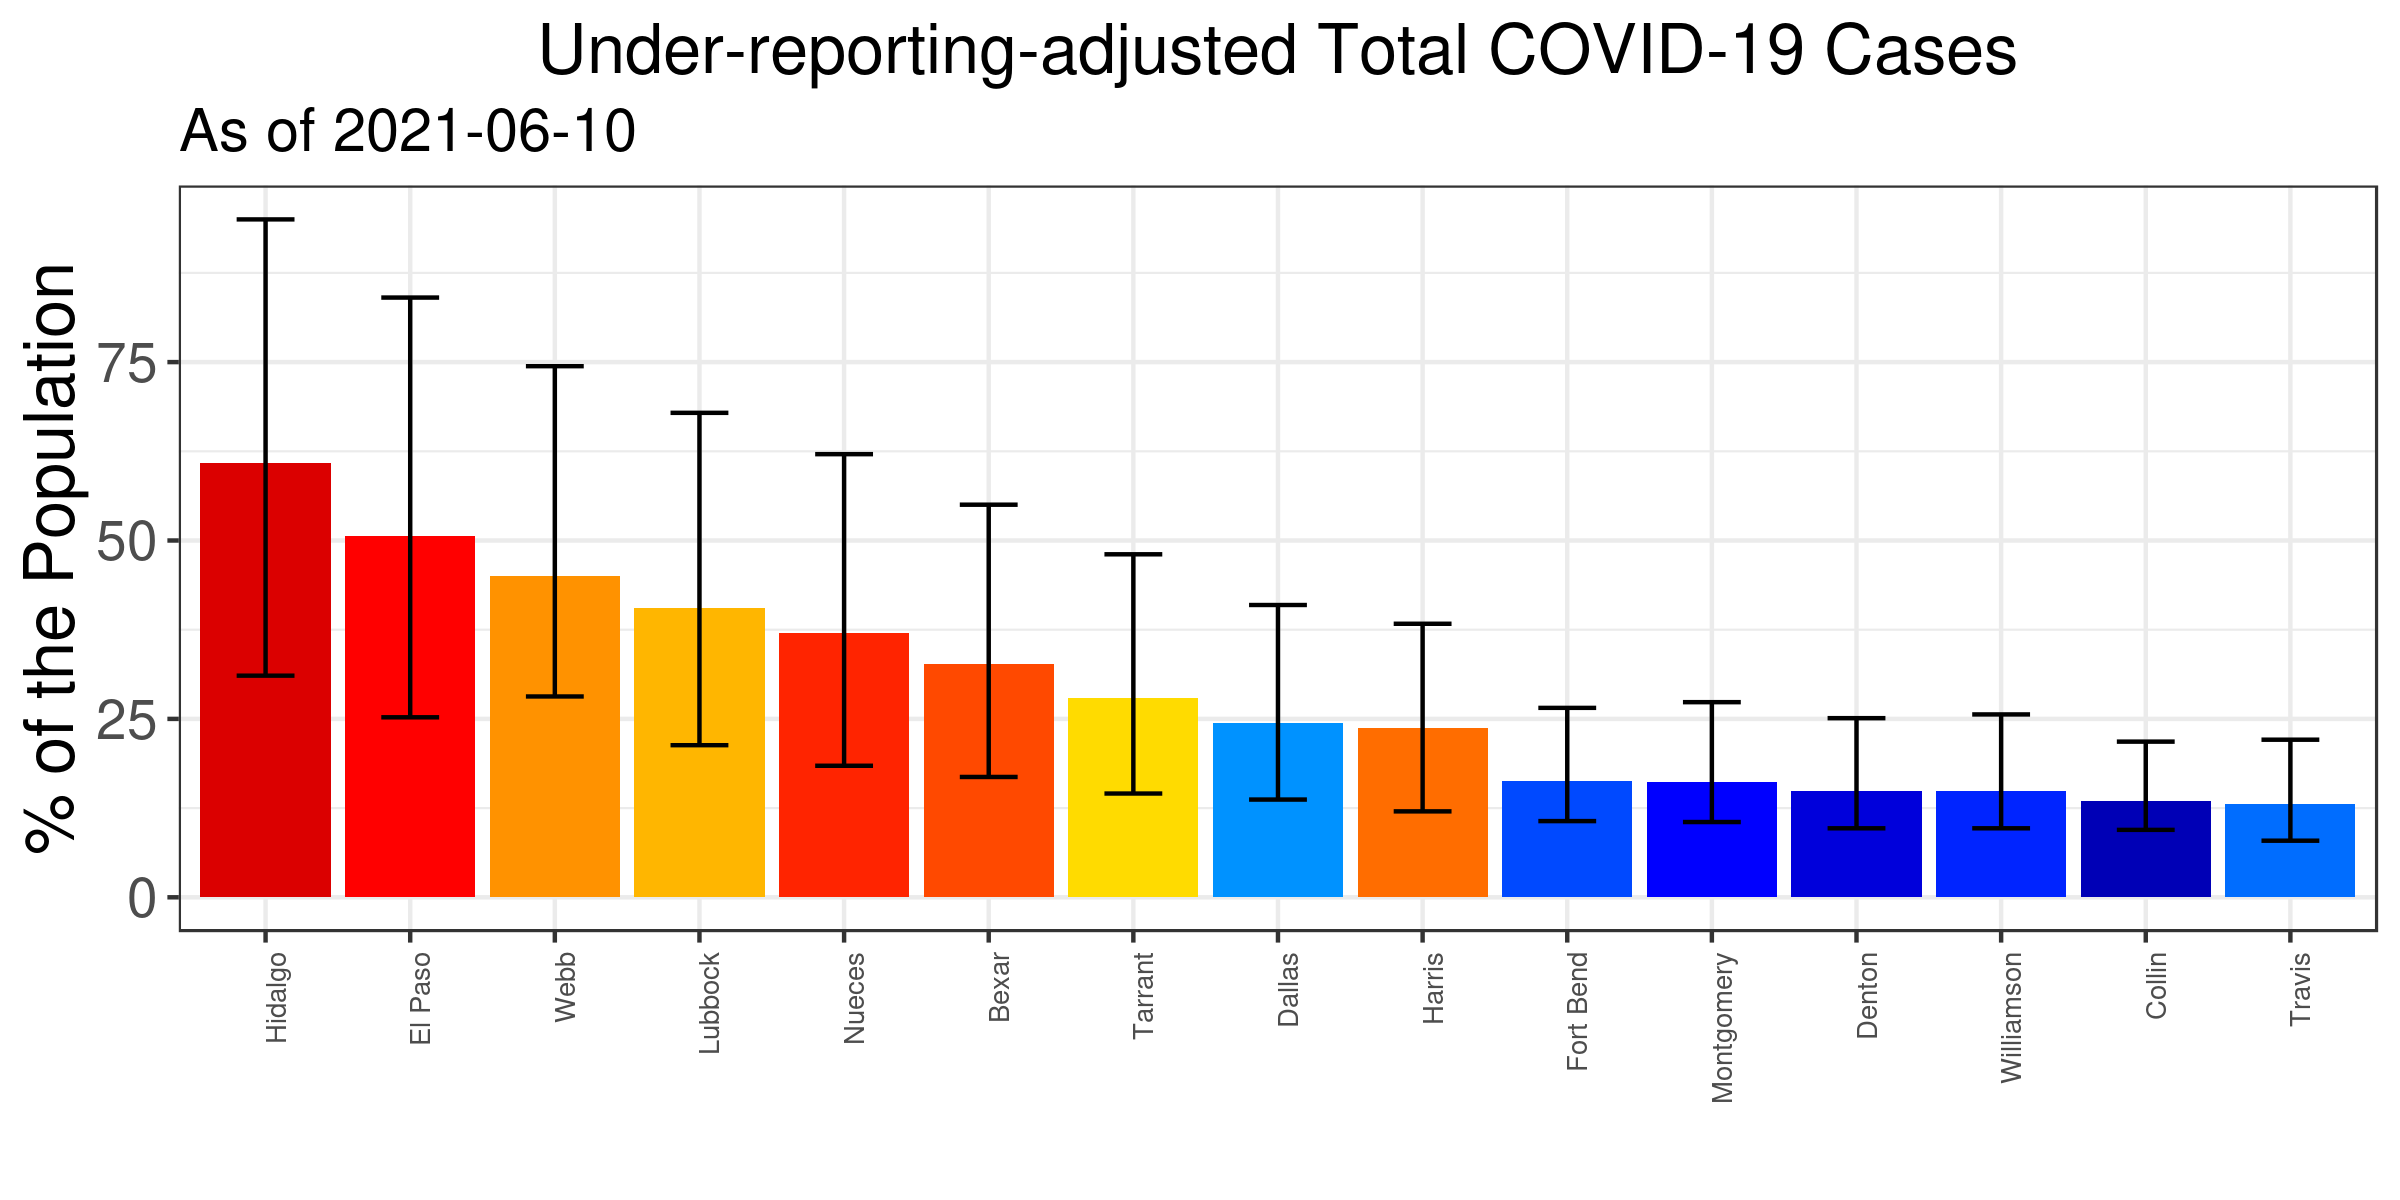 Under-reporting-adjusted Total COVID-19 Cases
As of 2021-06-10
% of the Population
75
50
25
0
Hidalgo
El Paso
Webb
Lubbock
Nueces
Bexar
Tarrant
Dallas
Harris
Fort Bend
Montgomery
Denton
Williamson
Collin
Travis